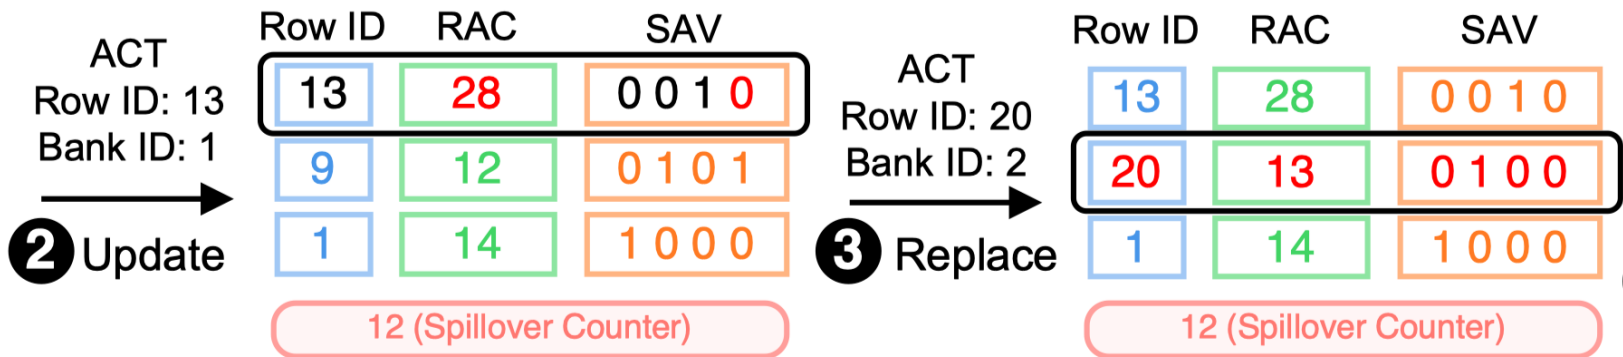 ACT
Row ID: 13
Bank ID: 1
2 Update
Row ID RAC SAV
13 28 0 0 1 0
9 12 0 1 0 1
1 14 1 0 0 0
12 (Spillover Counter)
ACT
Row ID: 20
Bank ID: 2
3 Replace
Row ID RAC SAV
13 28 0 0 1 0
20 13 0 1 0 0
1 14 1 0 0 0
12 (Spillover Counter)